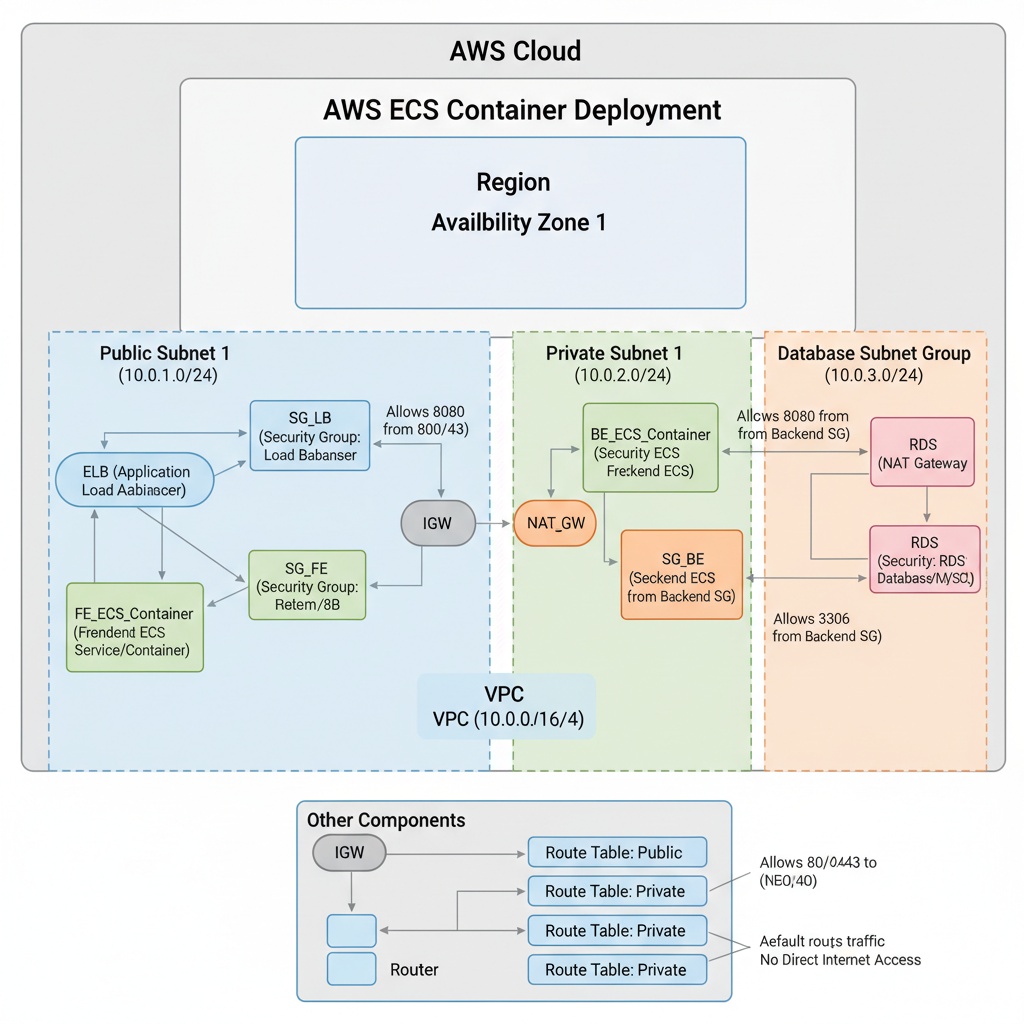 AWS Cloud
AWS ECS Container Deployment
Region
Availbility Zone 1
Public Subnet 1
(10.0.1.0/24)
SG_LB
(Security Group:
Load Babanser
Allows 8080
from 800/43)
ELB (Application
Load Aabinacer)
IGW
SG_FE
(Security Group:
Retem/8B)
FE_ECS_Container
(Frendend ECS
Service/Container)
Private Subnet 1
(10.0.2.0/24)
BE_ECS_Container
(Security ECS
Frekend ECS)
NAT_GW
SG_BE
(Seckend ECS
from Backend SG)
Database Subnet Group
(10.0.3.0/24)
Allcws 8080 from
from Backend SG)
RDS
(NAT Gateway
RDS
(Security: RDS
Database/M/SQ,)
Allows 3306
from Backend SG)
VPC
VPC (10.0.0/16/4)
Other Components
IGW
Router
Route Table: Public
Route Table: Private
Route Table: Private
Route Table: Private
Allows 80/0443 to
(NEO/40)
Aefault routs traffic
No Direct Internet Access